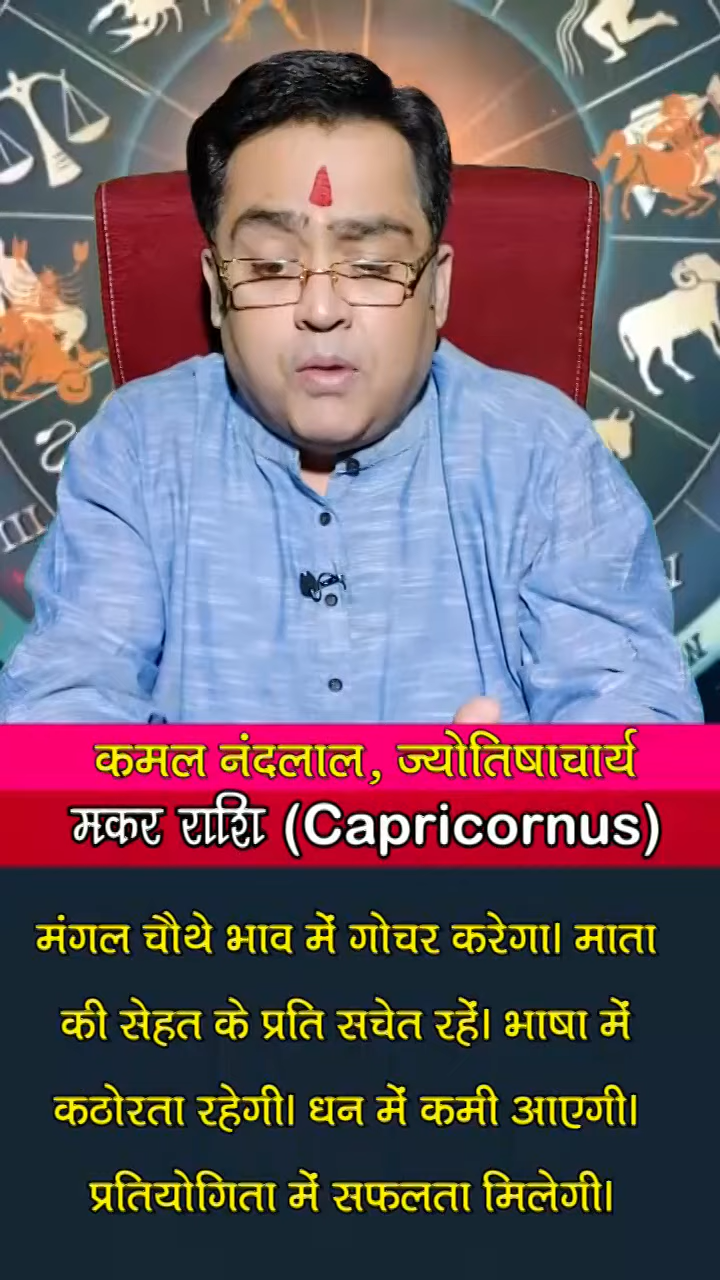 कमल नंदलाल, ज्योतिषाचार्य
मकर राशि (Capricornus)
मंगल चौथे भाव में गोचर करेगा। माता
की सेहत के प्रति सचेत रहें। भाषा में
कठोरता रहेगी। धन में कमी आएगी।
प्रतियोगिता में सफलता मिलेगी।